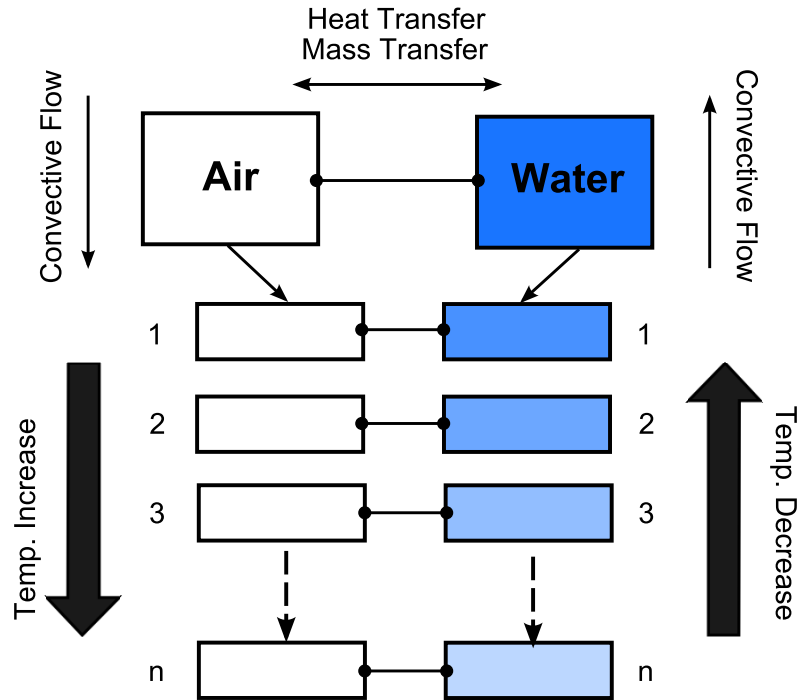 Heat Transfer
Mass Transfer
Convective Flow
Air
Water
Convective Flow
1
1
2
2
Temp. Increase
3
3
Temp. Decrease
n
n